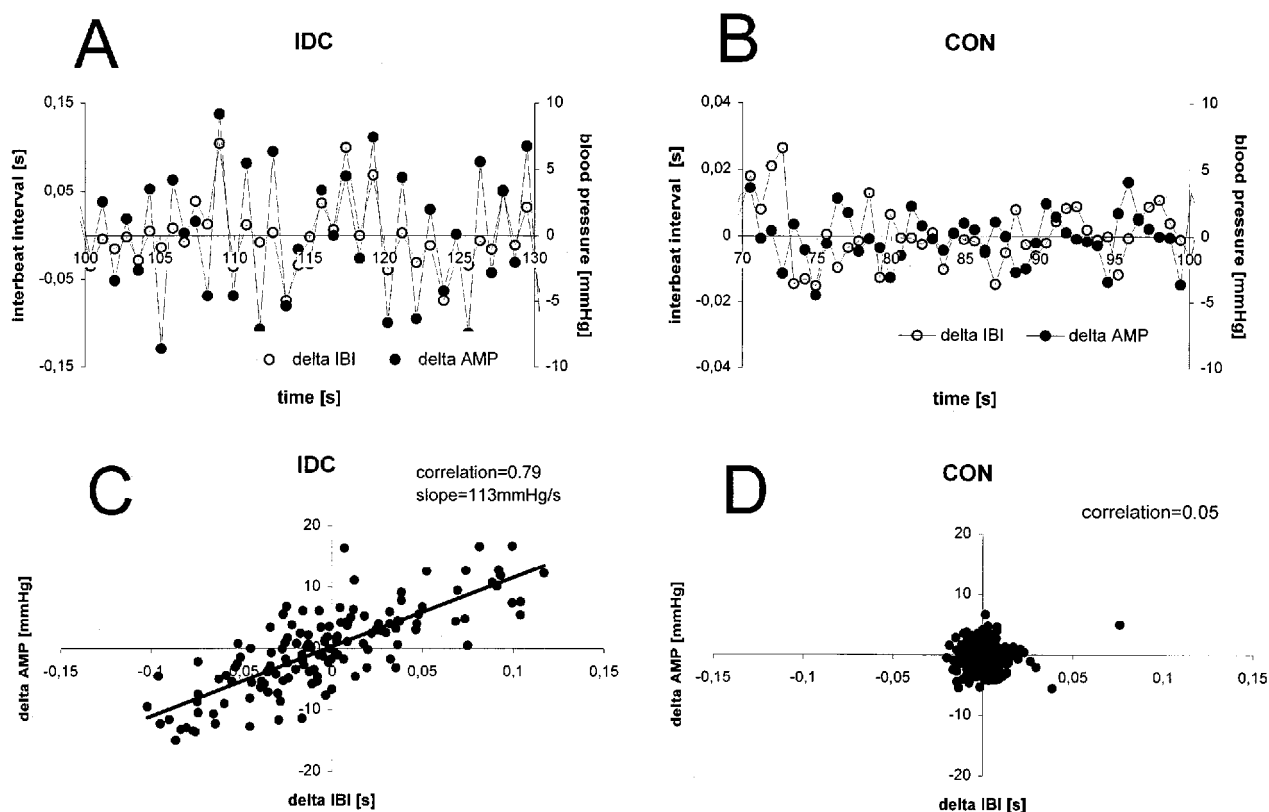 A
IDC
0,15
0,10
0,05
0
-0,05
-0,10
-0,15
interbeat interval [s]
100 105 110 115 120 125 130
10
5
0
-5
-10
blood pressure [mmHg]
delta IBI delta AMP
time [s]
B
CON
0,04
0,02
0
-0,02
-0,04
interbeat interval [s]
70 75 80 85 90 95 100
10
5
0
-5
-10
blood pressure [mmHg]
delta IBI delta AMP
time [s]
C
IDC
correlation=0.79
slope=113mmHg/s
20
10
0
-10
-20
delta AMP [mmHg]
-0,15 -0,1 -0,05 0 0,05 0,1 0,15
delta IBI [s]
D
CON
correlation=0.05
20
10
-10
-20
delta AMP [mmHg]
-0,15 -0,1 -0,05 0,05 0,1 0,15
delta IBI [s]